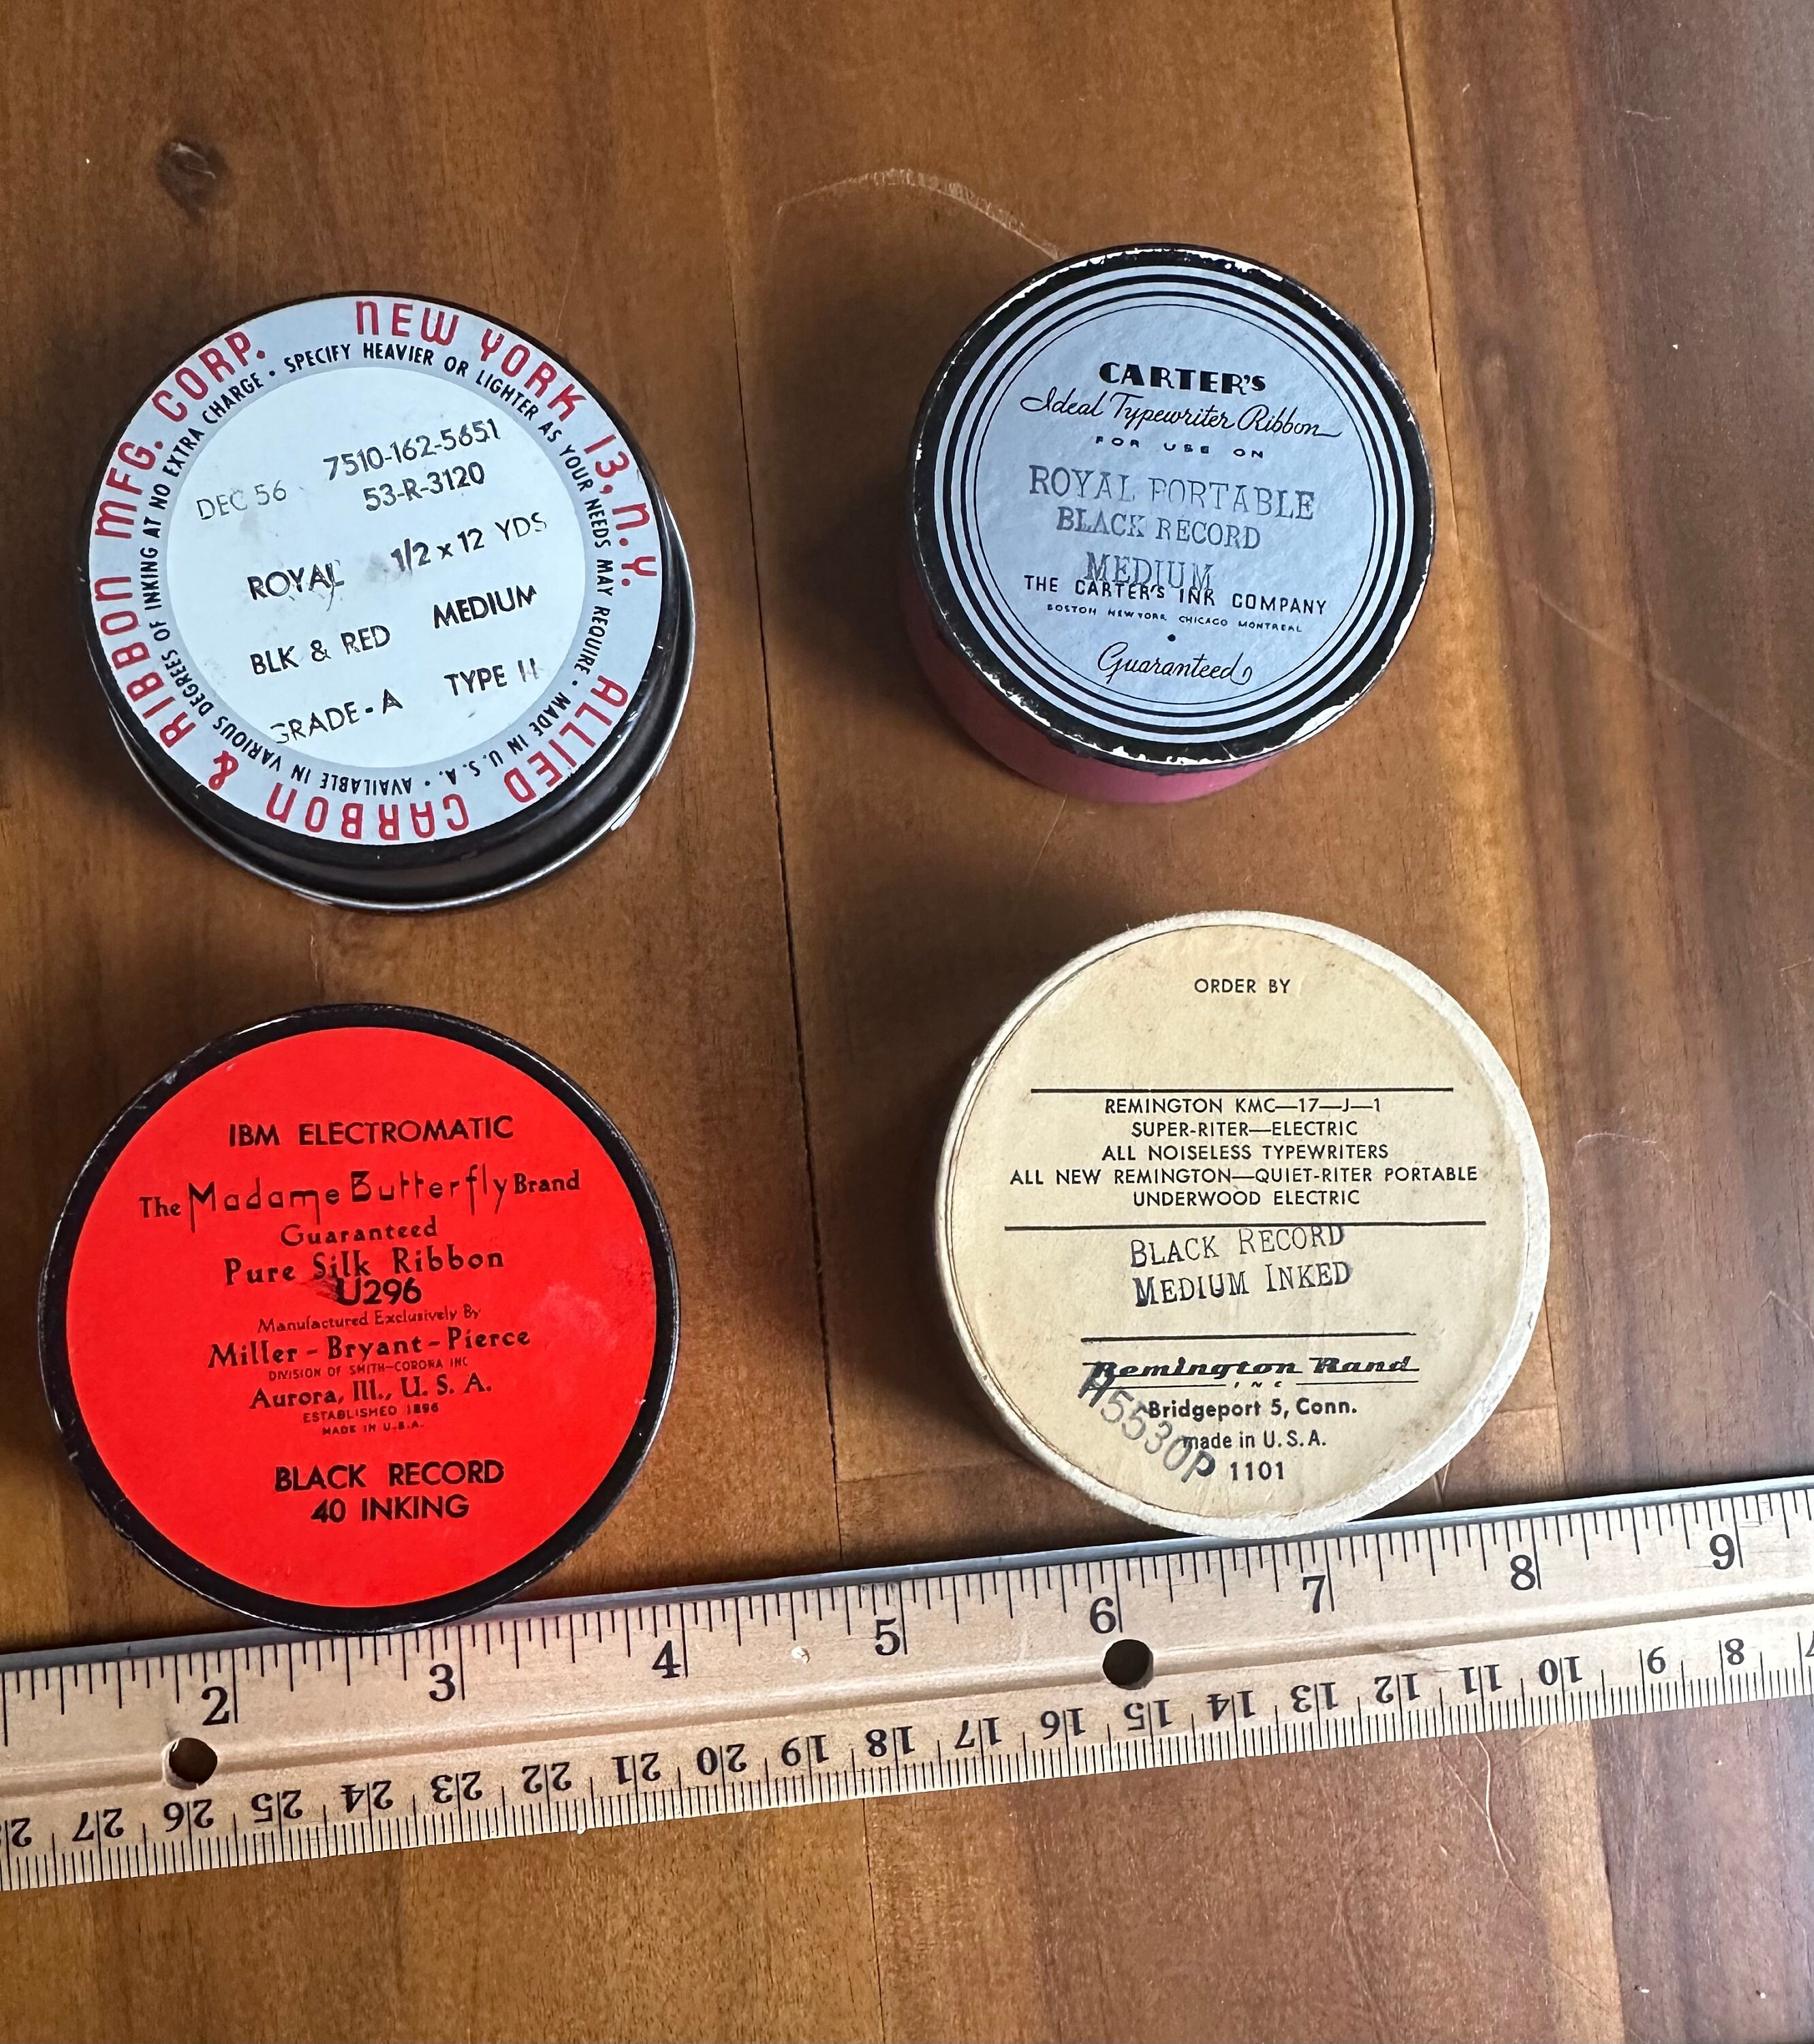 ALLIED CARBON & RIBBON MFG. CORP. NEW YORK 13, N.Y.
AVAILABLE IN VARIOUS DEGREES OF INKING AT NO EXTRA CHARGE • SPECIFY HEAVIER OR LIGHTER AS YOUR NEEDS MAY REQUIRE • MADE IN U.S.A. •
7510-162-5651
DEC 56 53-R-3120
ROYAL 1/2 x 12 YDS
BLK & RED MEDIUM
GRADE-A TYPE II
CARTER'S
Ideal Typewriter Ribbon
FOR USE ON
ROYAL PORTABLE
BLACK RECORD
MEDIUM
THE CARTER'S INK COMPANY
BOSTON NEW YORK CHICAGO MONTREAL
Guaranteed
IBM ELECTROMATIC
The Madame Butterfly Brand
Guaranteed
Pure Silk Ribbon
U296
Manufactured Exclusively By
Miller-Bryant-Pierce
DIVISION OF SMITH-CORONA INC
Aurora, Ill., U. S. A.
ESTABLISHED 1896
MADE IN U.S.A.
BLACK RECORD
40 INKING
ORDER BY
REMINGTON KMC—17—J—1
SUPER-RITER—ELECTRIC
ALL NOISELESS TYPEWRITERS
ALL NEW REMINGTON—QUIET-RITER PORTABLE
UNDERWOOD ELECTRIC
BLACK RECORD
MEDIUM INKED
Remington Rand
INC
Bridgeport 5, Conn.
made in U.S.A.
1101
H5530P
2 3 4 5 6 7 8 9
27 26 25 24 23 22 21 20 19 18 17 16 15 14 13 12 11 10 9 8